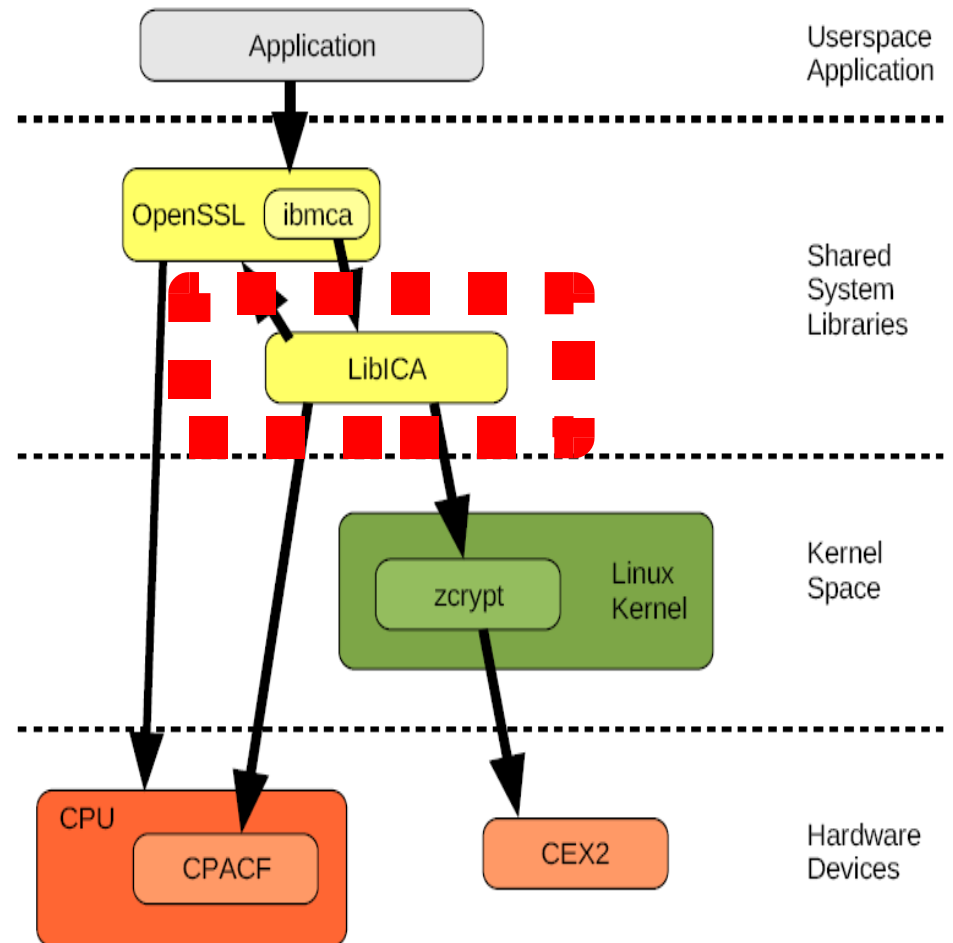 Application
Userspace
Application
OpenSSL
ibmca
Shared
System
Libraries
LibICA
Kernel
Space
Linux
Kernel
zcrypt
CPU
CPACF
CEX2
Hardware
Devices